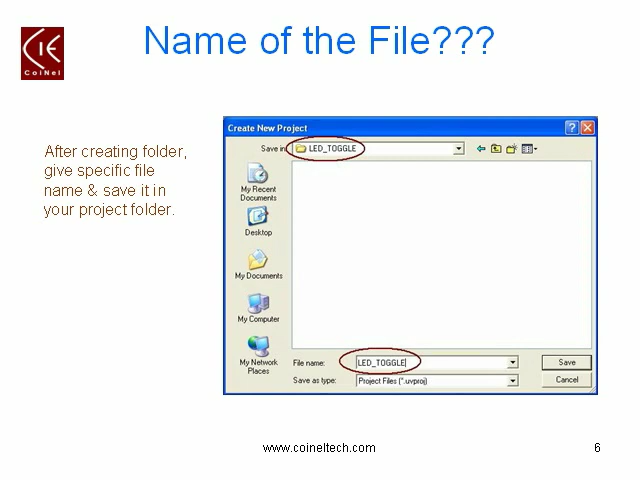 Name of the File???
CIE
CoiNel
After creating folder,
give specific file
name & save it in
your project folder.
Create New Project
Save in:
LED_TOGGLE
My Recent
Documents
Desktop
My Documents
My Computer
My Network
Places
File name:
LED_TOGGLE
Save
Save as type:
Project Files (*.uvproj)
Cancel
www.coineltech.com
6